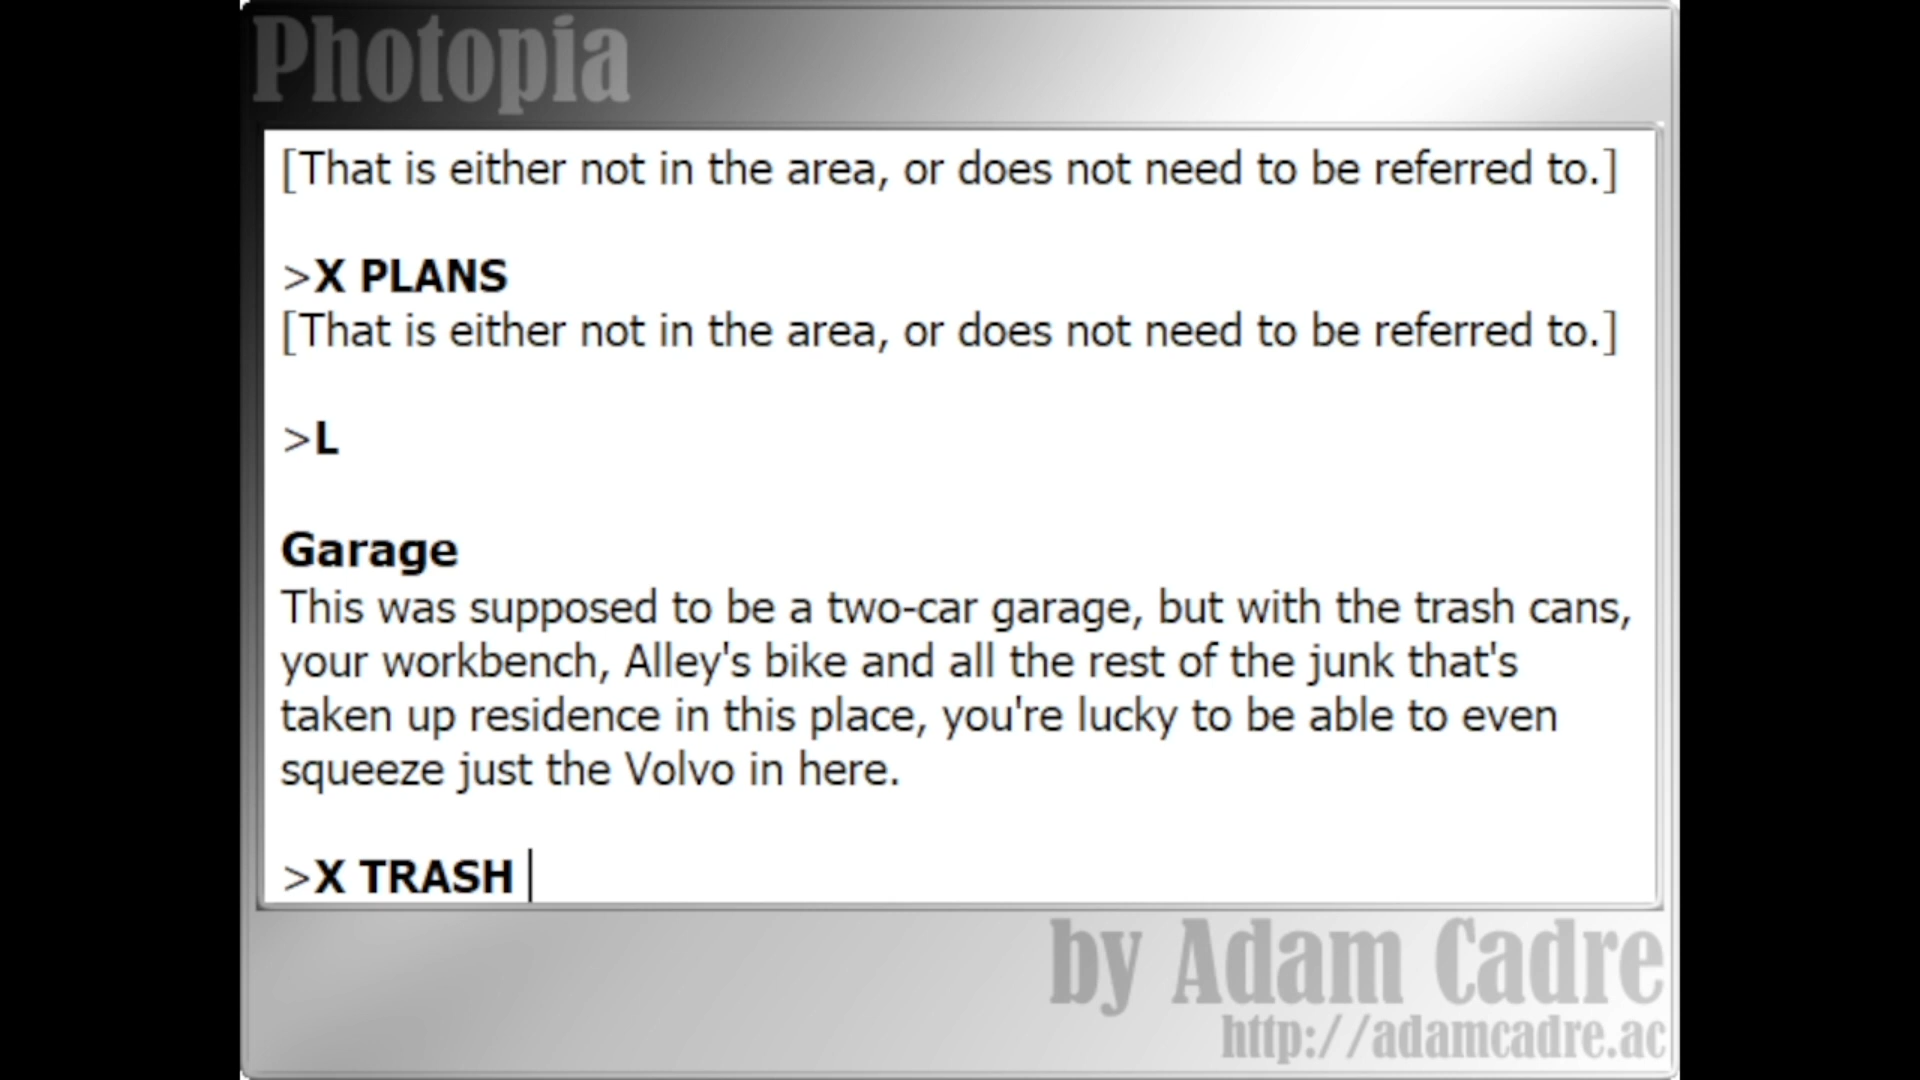 Photopia
[That is either not in the area, or does not need to be referred to.]
>X PLANS
[That is either not in the area, or does not need to be referred to.]
>L
Garage
This was supposed to be a two-car garage, but with the trash cans,
your workbench, Alley's bike and all the rest of the junk that's
taken up residence in this place, you're lucky to be able to even
squeeze just the Volvo in here.
>X TRASH
by Adam Cadre
http://adamcadre.ac